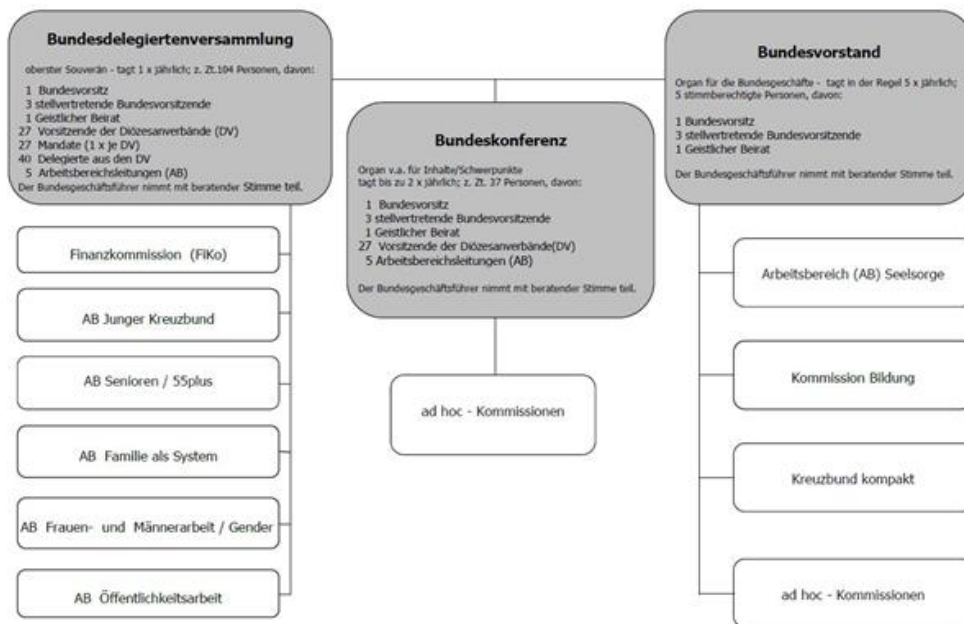 Bundesdelegiertenversammlung
oberster Souverän - tagt 1 x jährlich; z. Zt.104 Personen, davon:
1 Bundesvorsitz
3 stellvertretende Bundesvorsitzende
1 Geistlicher Beirat
27 Vorsitzende der Diözesanverbände (DV)
27 Mandate (1 x je DV)
40 Delegierte aus den DV
5 Arbeitsbereichsleitungen (AB)
Der Bundesgeschäftsführer nimmt mit beratender Stimme teil.
Finanzkommission (FiKo)
AB Junger Kreuzbund
AB Senioren / 55plus
AB Familie als System
AB Frauen- und Männerarbeit / Gender
AB Öffentlichkeitsarbeit
Bundeskonferenz
Organ v.a. für Inhalte/Schwerpunkte
tagt bis zu 2 x jährlich; z. Zt. 37 Personen, davon:
1 Bundesvorsitz
3 stellvertretende Bundesvorsitzende
1 Geistlicher Beirat
27 Vorsitzende der Diözesanverbände(DV)
5 Arbeitsbereichsleitungen (AB)
Der Bundesgeschäftsführer nimmt mit beratender Stimme teil.
ad hoc - Kommissionen
Bundesvorstand
Organ für die Bundesgeschäfte - tagt in der Regel 5 x jährlich;
5 stimmberechtigte Personen, davon:
1 Bundesvorsitz
3 stellvertretende Bundesvorsitzende
1 Geistlicher Beirat
Der Bundesgeschäftsführer nimmt mit beratender Stimme teil.
Arbeitsbereich (AB) Seelsorge
Kommission Bildung
Kreuzbund kompakt
ad hoc - Kommissionen